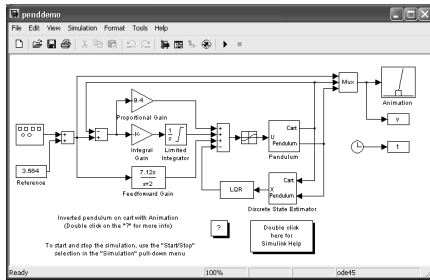 penddemo
File Edit View Simulation Format Tools Help
Mux
Animation
9.4
Proportional Gain
y
K-
Integral
Gain
1
s
Limited
Integrator
U
Cart
Pendulum
Pendulum
t
3.564
Reference
7.12s
s+2
Feedforward Gain
LQR
Cart
X
Pendulum
Discrete State Estimator
Inverted pendulum on cart with Animation
(Double click on the "?" for more info)
?
Double click
here for
Simulink Help
To start and stop the simulation, use the "Start/Stop"
selection in the "Simulation" pull-down menu
Ready
100%
ode45